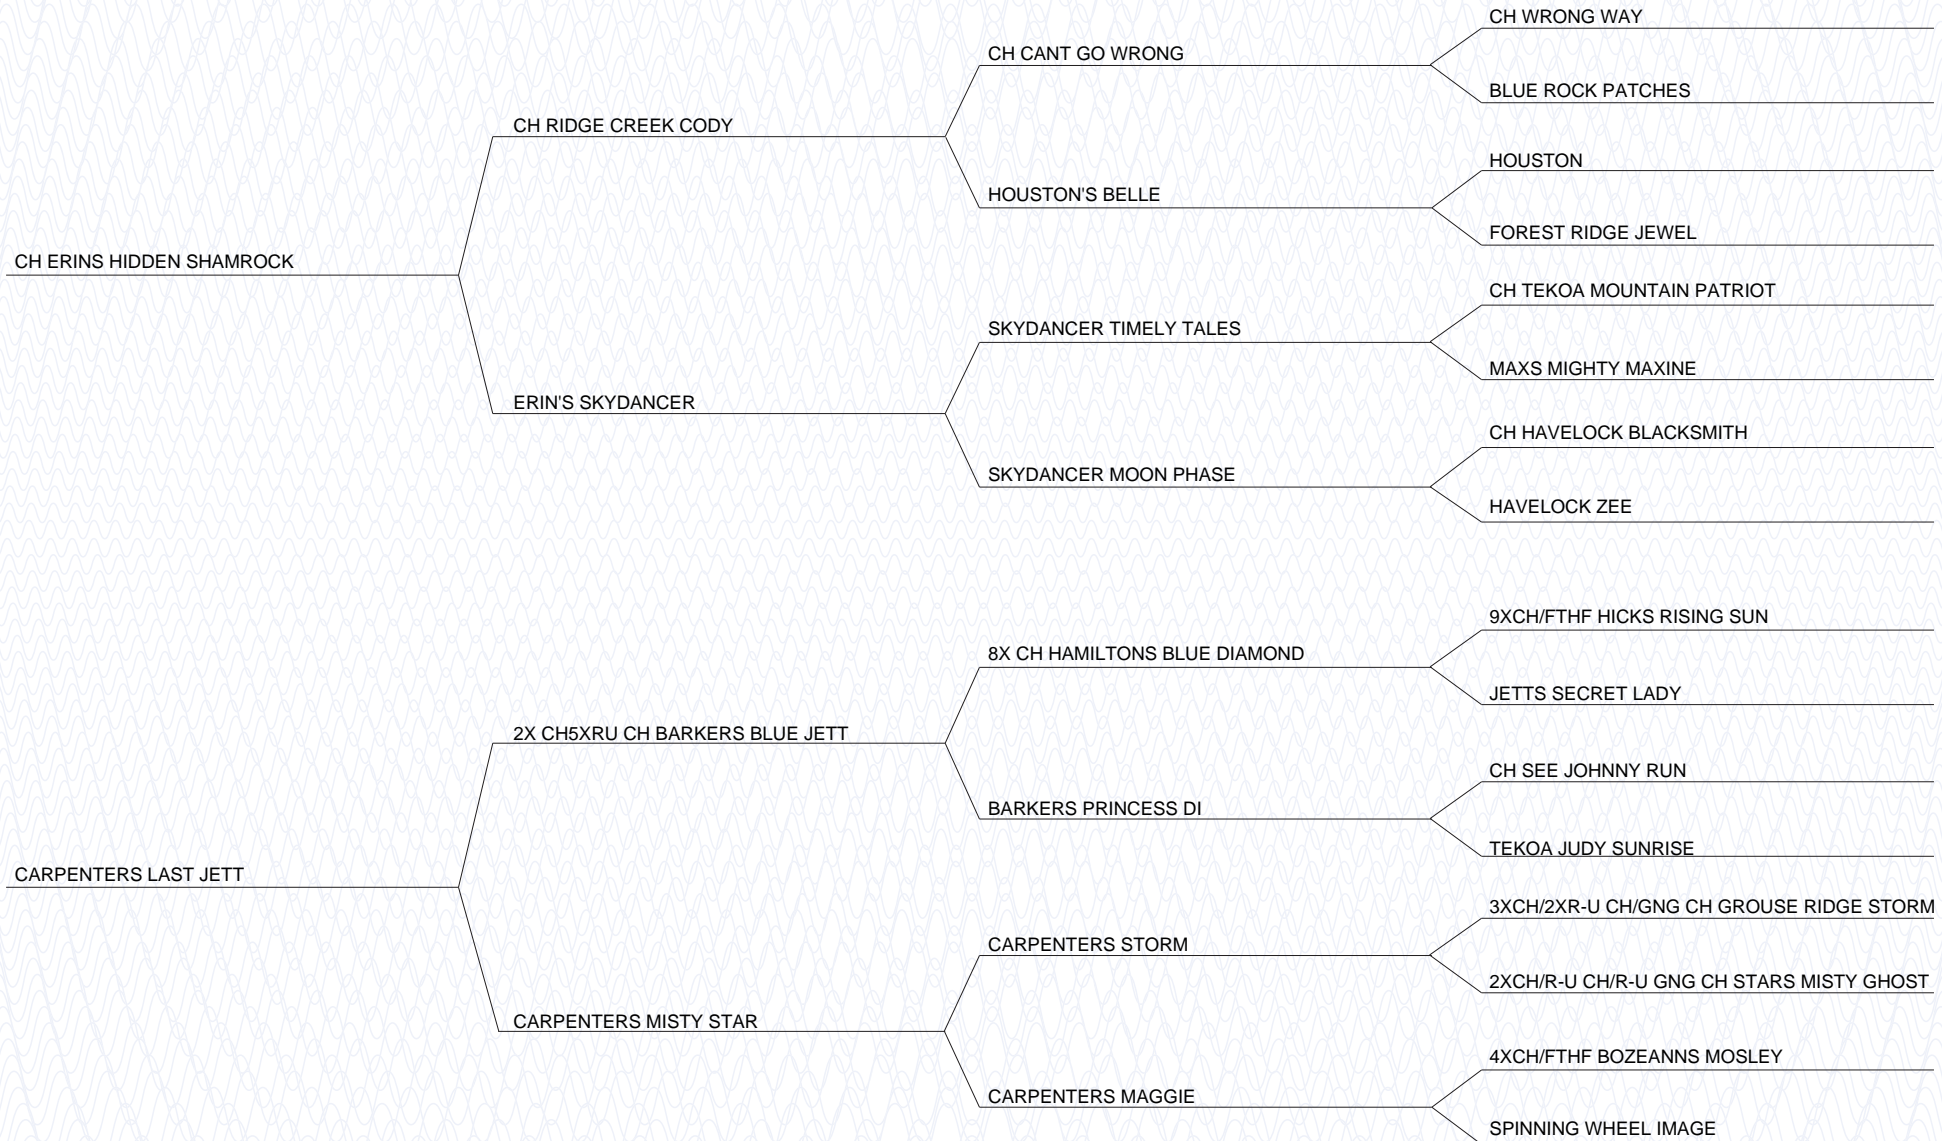 CH WRONG WAY
CH CANT GO WRONG
BLUE ROCK PATCHES
CH RIDGE CREEK CODY
HOUSTON
HOUSTON'S BELLE
FOREST RIDGE JEWEL
CH ERINS HIDDEN SHAMROCK
CH TEKOA MOUNTAIN PATRIOT
SKYDANCER TIMELY TALES
MAXS MIGHTY MAXINE
ERIN'S SKYDANCER
CH HAVELOCK BLACKSMITH
SKYDANCER MOON PHASE
HAVELOCK ZEE
9XCH/FTHF HICKS RISING SUN
8X CH HAMILTONS BLUE DIAMOND
JETTS SECRET LADY
2X CH5XRU CH BARKERS BLUE JETT
CH SEE JOHNNY RUN
BARKERS PRINCESS DI
TEKOA JUDY SUNRISE
CARPENTERS LAST JETT
3XCH/2XR-U CH/GNG CH GROUSE RIDGE STORM
CARPENTERS STORM
2XCH/R-U CH/R-U GNG CH STARS MISTY GHOST
CARPENTERS MISTY STAR
4XCH/FTHF BOZEANNS MOSLEY
CARPENTERS MAGGIE
SPINNING WHEEL IMAGE